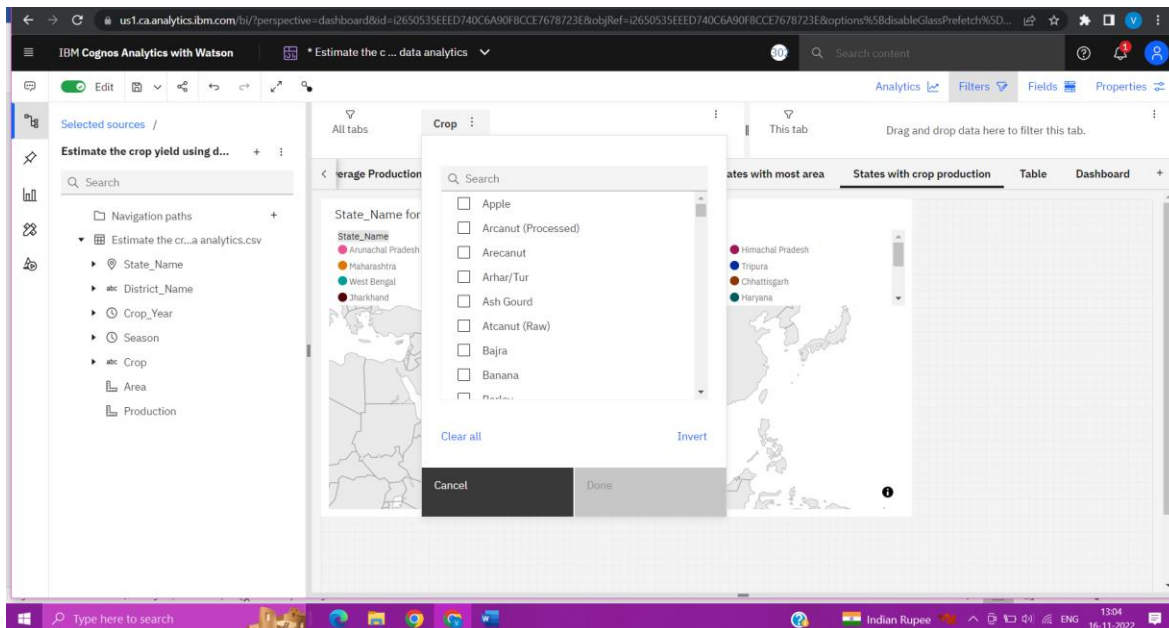 us1.ca.analytics.ibm.com/bi/?perspective=dashboard&id=i2650535EEED740C6A90F8CCE7678723E&objRef=i2650535EEED740C6A90F8CCE7678723E&options%5BdisableGlassPrefetch%5D...
V
IBM Cognos Analytics with Watson
* Estimate the c ... data analytics
30
Search content
1
Edit
Analytics
Filters
Fields
Properties
Selected sources /
Estimate the crop yield using d...
Search
Navigation paths
Estimate the cr...a analytics.csv
State_Name
abc District_Name
Crop_Year
Season
abc Crop
Area
Production
All tabs
Crop
This tab
Drag and drop data here to filter this tab.
erage Production
ates with most area
States with crop production
Table
Dashboard
State_Name for
State_Name
Arunachal Pradesh
Maharashtra
West Bengal
Jharkhand
Himachal Pradesh
Tripura
Chhattisgarh
Haryana
Search
Apple
Arcanut (Processed)
Arecanut
Arhar/Tur
Ash Gourd
Atcanut (Raw)
Bajra
Banana
Barley
Clear all
Invert
Cancel
Done
Type here to search
Indian Rupee
ENG
13:04
16-11-2022